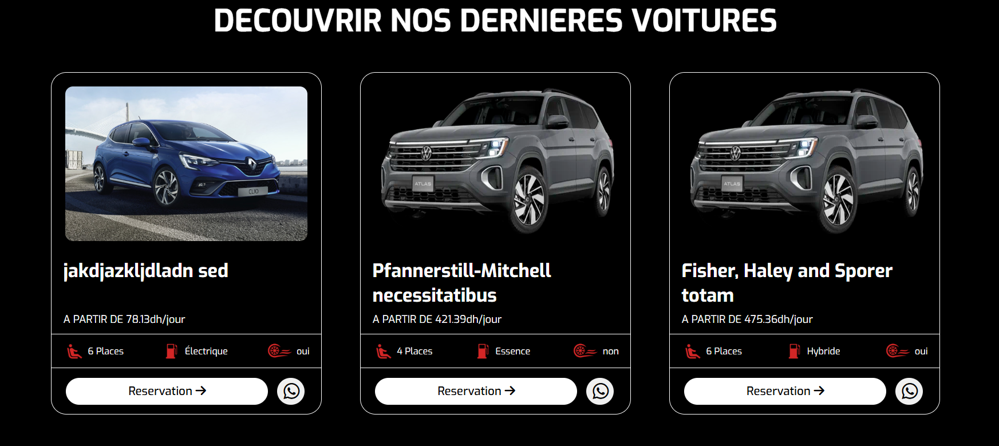 DECOUVRIR NOS DERNIERES VOITURES
CLIO
jakdjazkljdladn sed
A PARTIR DE 78.13dh/jour
6 Places
Électrique
oui
Reservation →
ATLAS
Pfannerstill-Mitchell
necessitatibus
A PARTIR DE 421.39dh/jour
4 Places
Essence
non
Reservation →
ATLAS
Fisher, Haley and Sporer
totam
A PARTIR DE 475.36dh/jour
6 Places
Hybride
oui
Reservation →